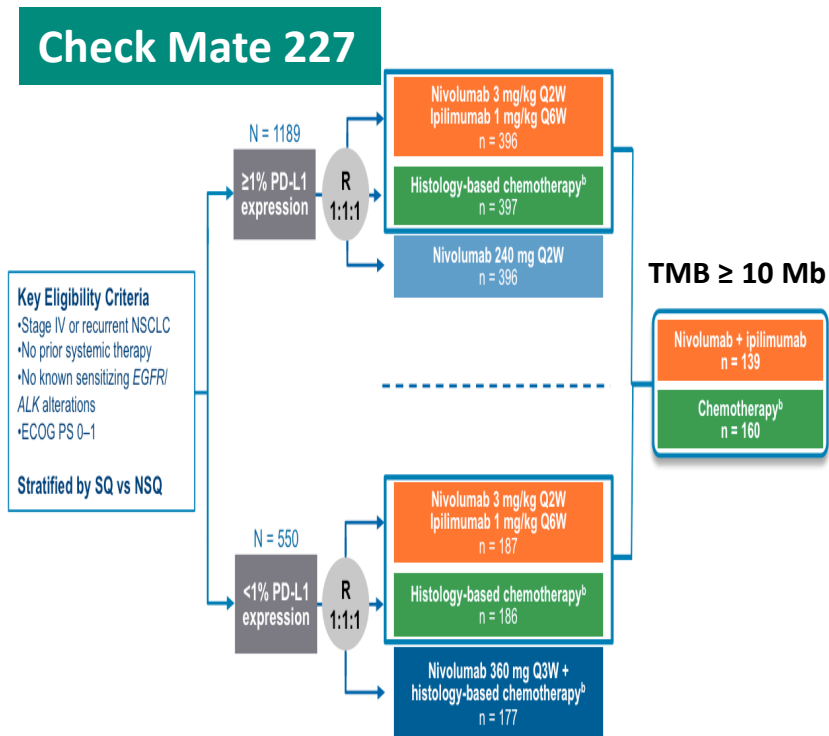 Check Mate 227
N = 1189
≥1% PD-L1
expression
R
1:1:1
Nivolumab 3 mg/kg Q2W
Ipilimumab 1 mg/kg Q6W
n = 396
Histology-based chemotherapyᵇ
n = 397
Nivolumab 240 mg Q2W
n = 396
Key Eligibility Criteria
•Stage IV or recurrent NSCLC
•No prior systemic therapy
•No known sensitizing EGFR/
ALK alterations
•ECOG PS 0–1
Stratified by SQ vs NSQ
TMB ≥ 10 Mb
Nivolumab + ipilimumab
n = 139
Chemotherapyᵇ
n = 160
N = 550
<1% PD-L1
expression
R
1:1:1
Nivolumab 3 mg/kg Q2W
Ipilimumab 1 mg/kg Q6W
n = 187
Histology-based chemotherapyᵇ
n = 186
Nivolumab 360 mg Q3W +
histology-based chemotherapyᵇ
n = 177